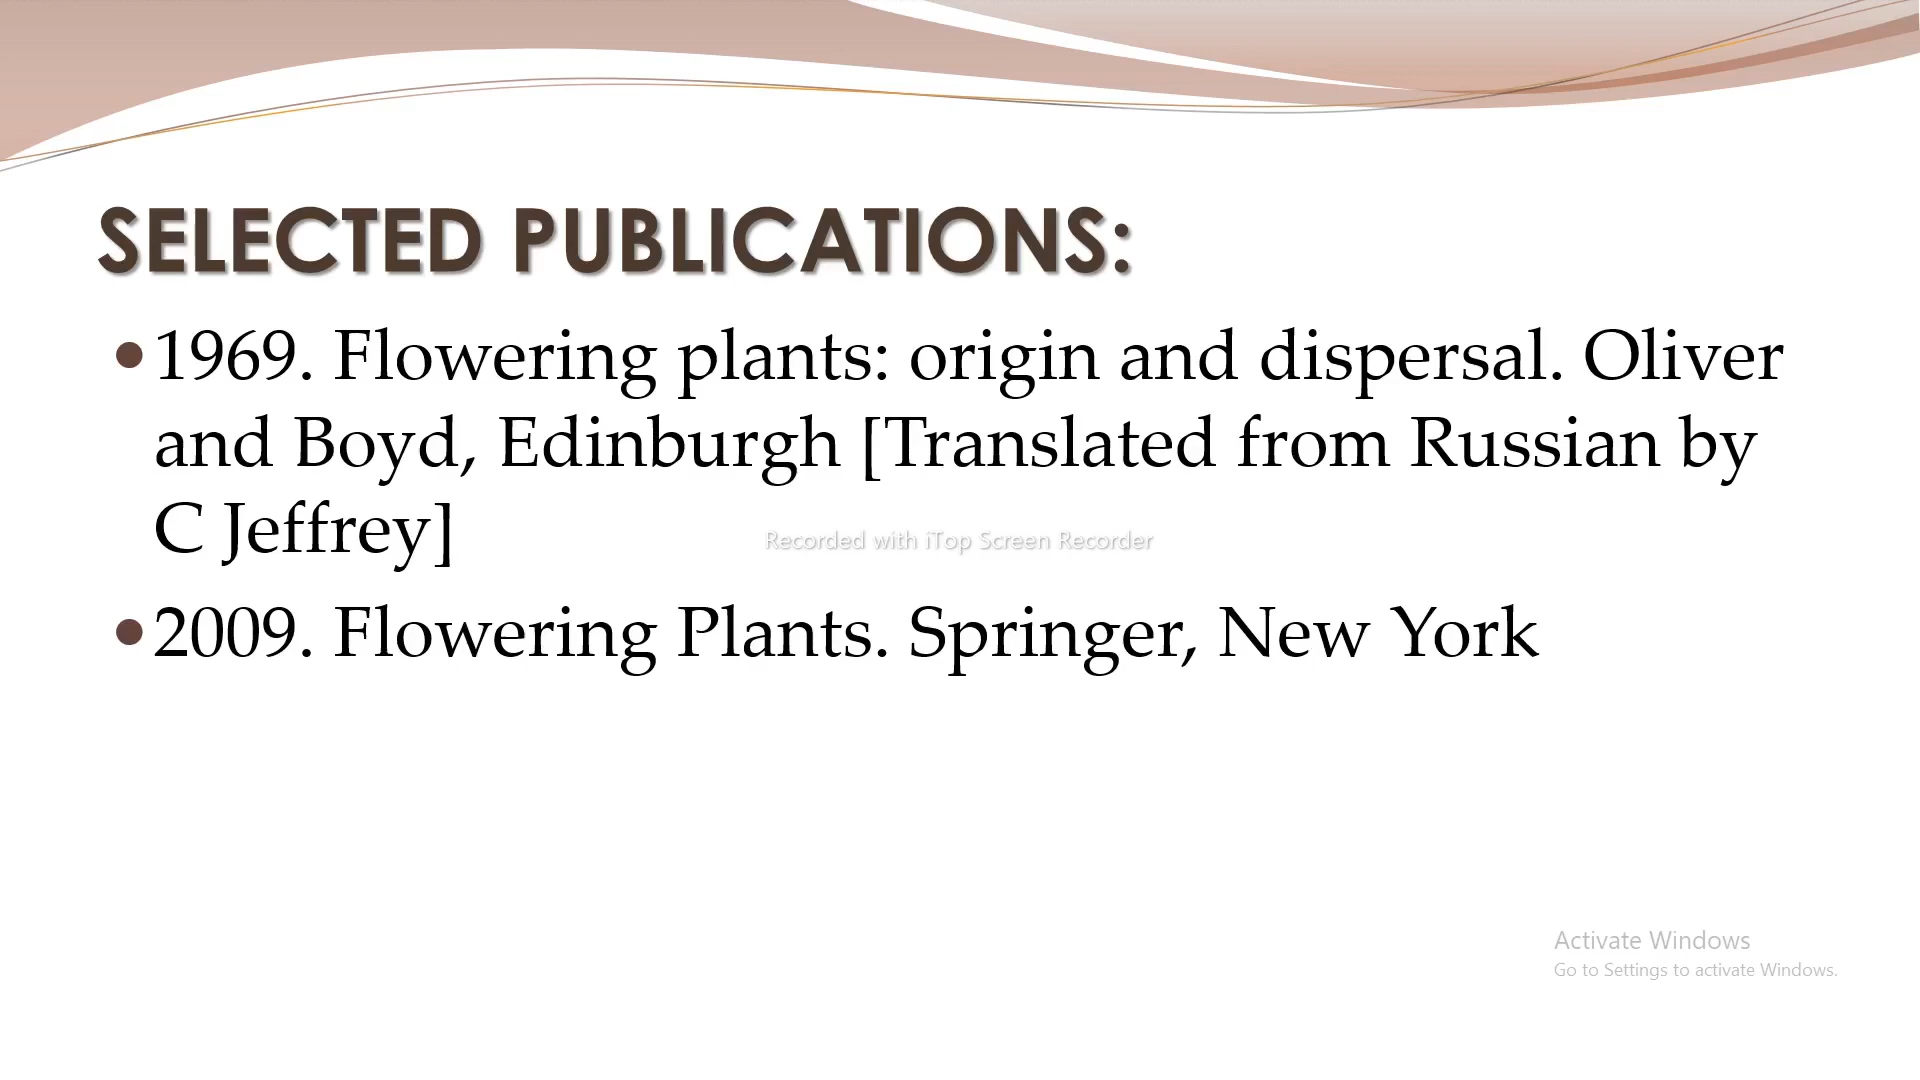 SELECTED PUBLICATIONS:
•1969. Flowering plants: origin and dispersal. Oliver
and Boyd, Edinburgh [Translated from Russian by
C Jeffrey]
Recorded with iTop Screen Recorder
•2009. Flowering Plants. Springer, New York
Activate Windows
Go to Settings to activate Windows.